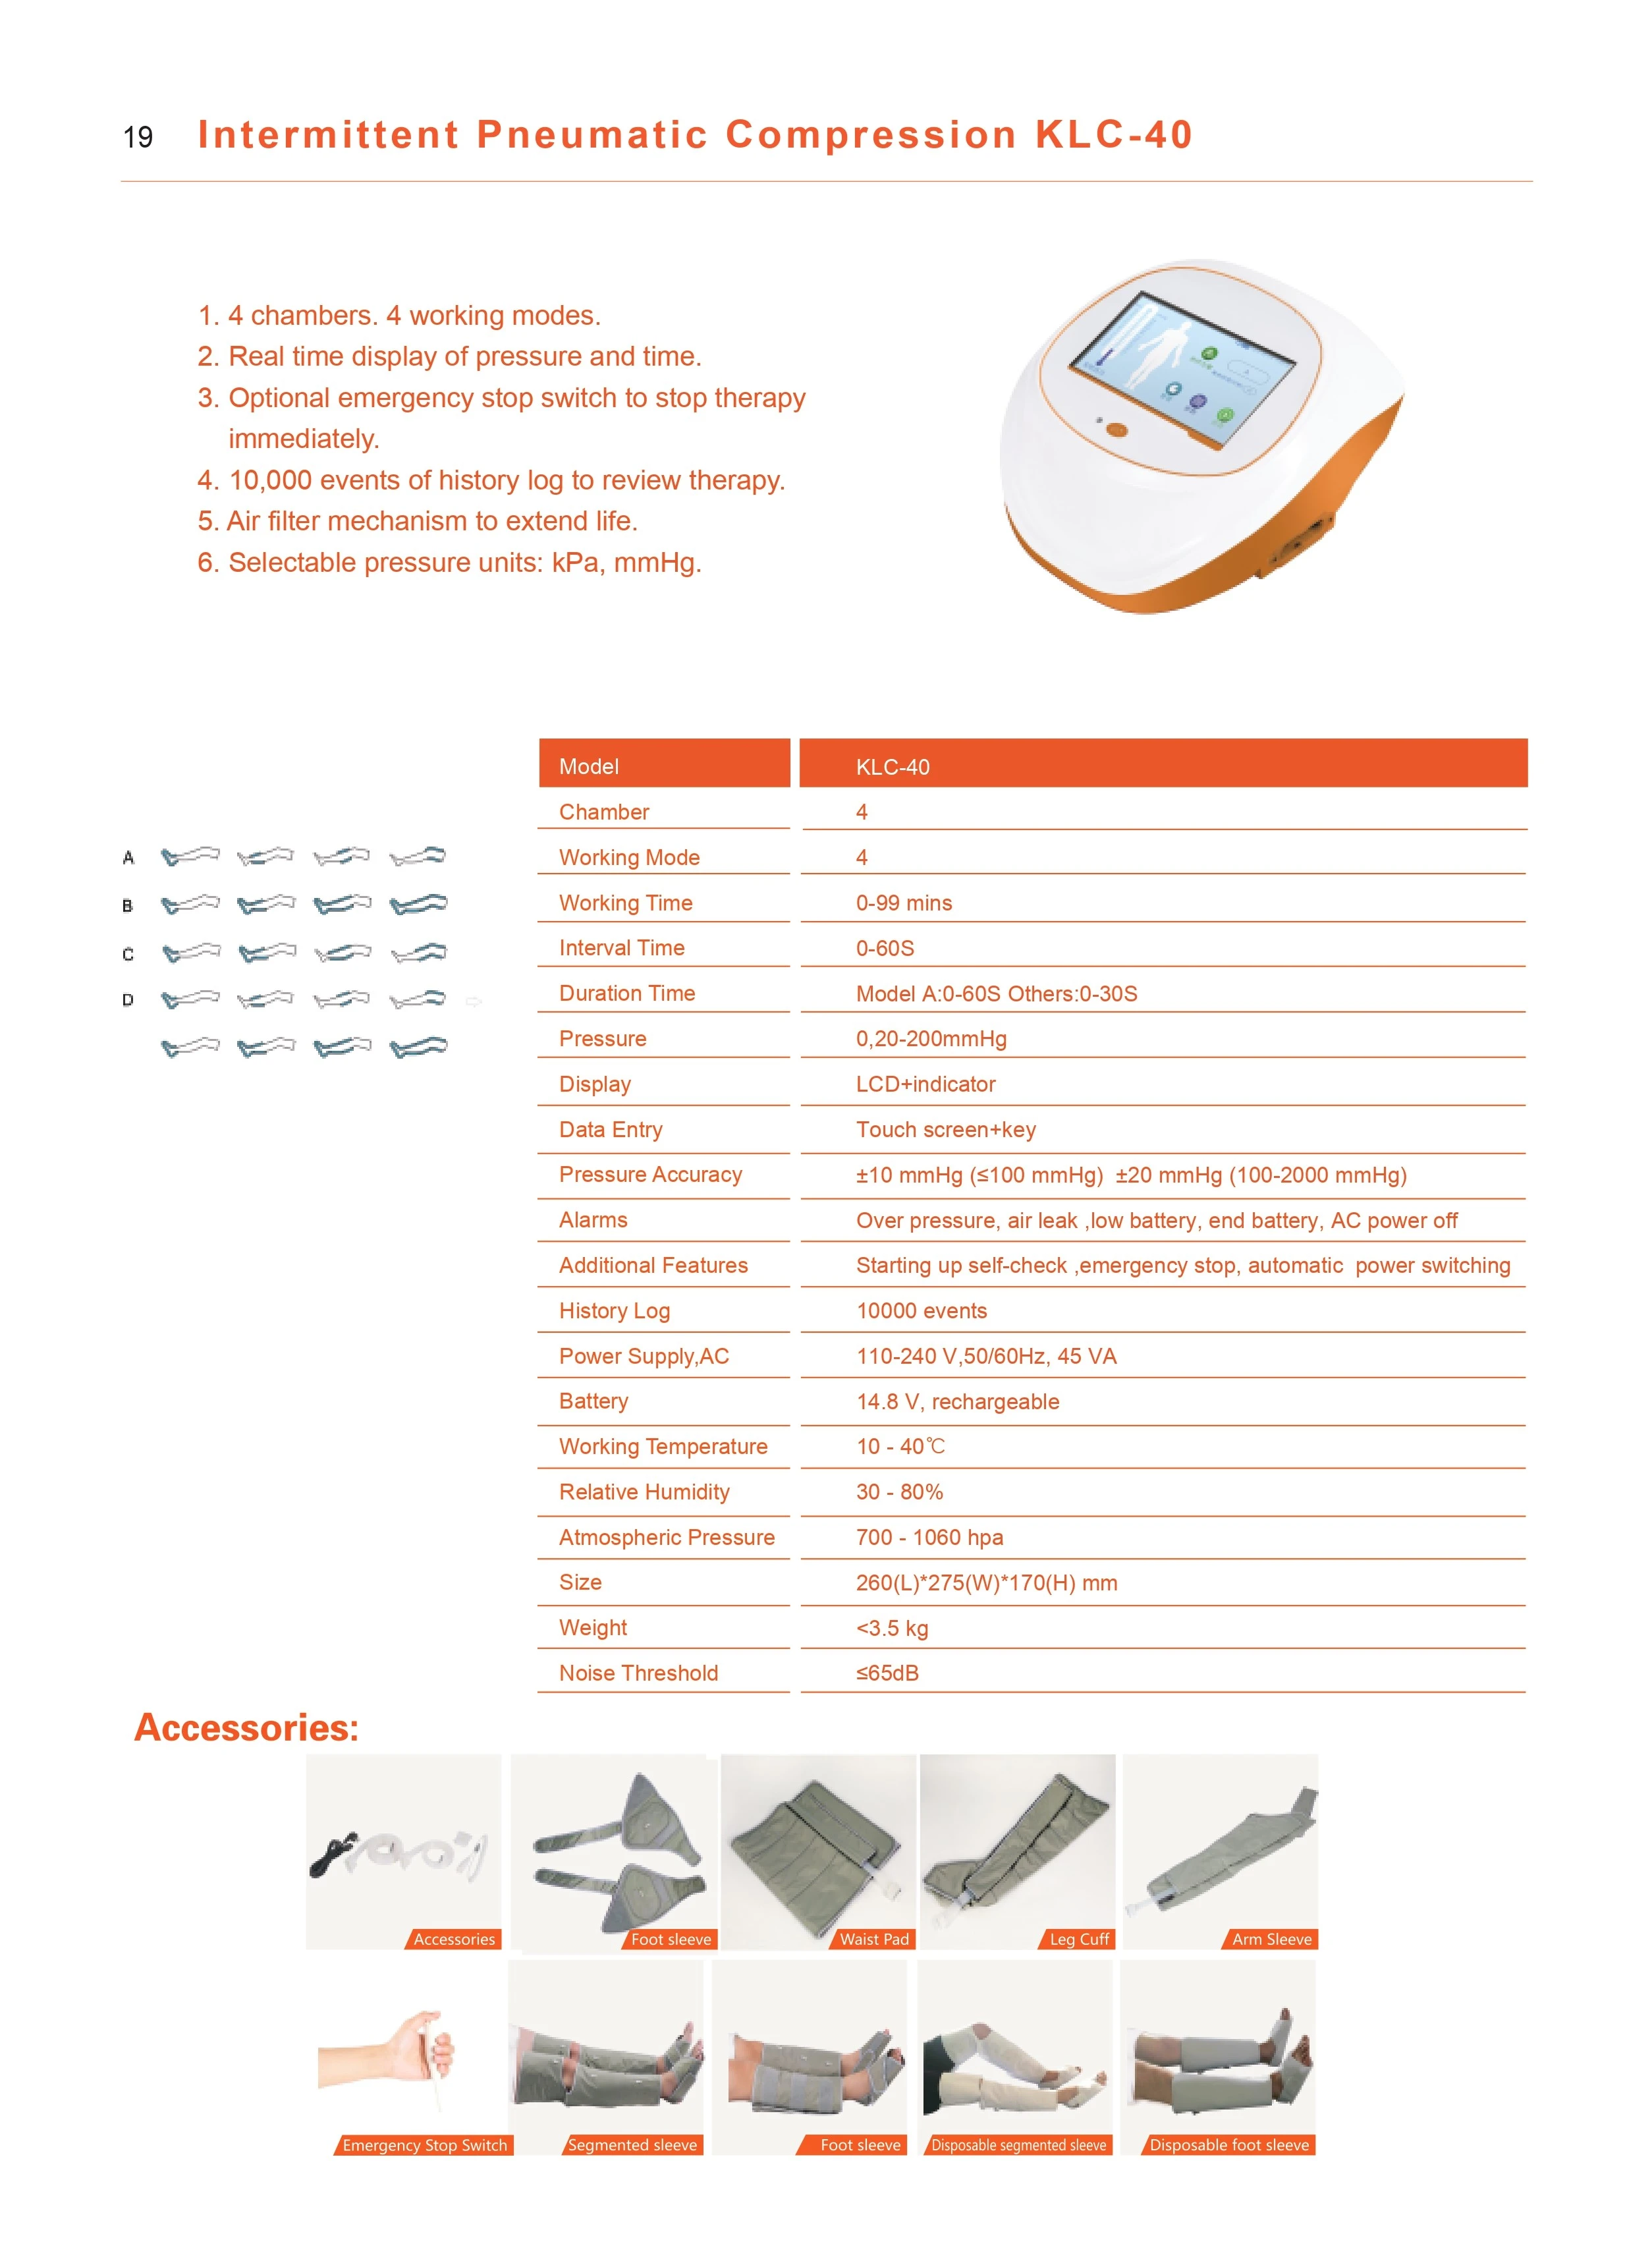 19 Intermittent Pneumatic Compression KLC-40
1. 4 chambers. 4 working modes.
2. Real time display of pressure and time.
3. Optional emergency stop switch to stop therapy
immediately.
4. 10,000 events of history log to review therapy.
5. Air filter mechanism to extend life.
6. Selectable pressure units: kPa, mmHg.
A
B
C
D
Model KLC-40
Chamber 4
Working Mode 4
Working Time 0-99 mins
Interval Time 0-60S
Duration Time Model A:0-60S Others:0-30S
Pressure 0,20-200mmHg
Display LCD+indicator
Data Entry Touch screen+key
Pressure Accuracy ±10 mmHg (≤100 mmHg) ±20 mmHg (100-2000 mmHg)
Alarms Over pressure, air leak ,low battery, end battery, AC power off
Additional Features Starting up self-check ,emergency stop, automatic power switching
History Log 10000 events
Power Supply,AC 110-240 V,50/60Hz, 45 VA
Battery 14.8 V, rechargeable
Working Temperature 10 - 40℃
Relative Humidity 30 - 80%
Atmospheric Pressure 700 - 1060 hpa
Size 260(L)*275(W)*170(H) mm
Weight <3.5 kg
Noise Threshold ≤65dB
Accessories:
Accessories Foot sleeve Waist Pad Leg Cuff Arm Sleeve
Emergency Stop Switch Segmented sleeve Foot sleeve Disposable segmented sleeve Disposable foot sleeve